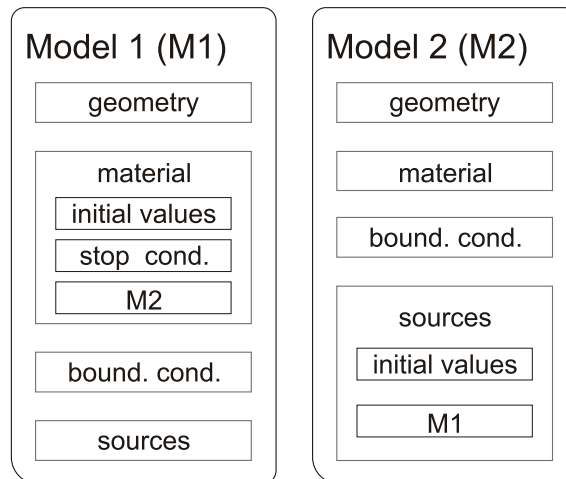 Model 1 (M1)
geometry
material
initial values
stop cond.
M2
bound. cond.
sources
Model 2 (M2)
geometry
material
bound. cond.
sources
initial values
M1